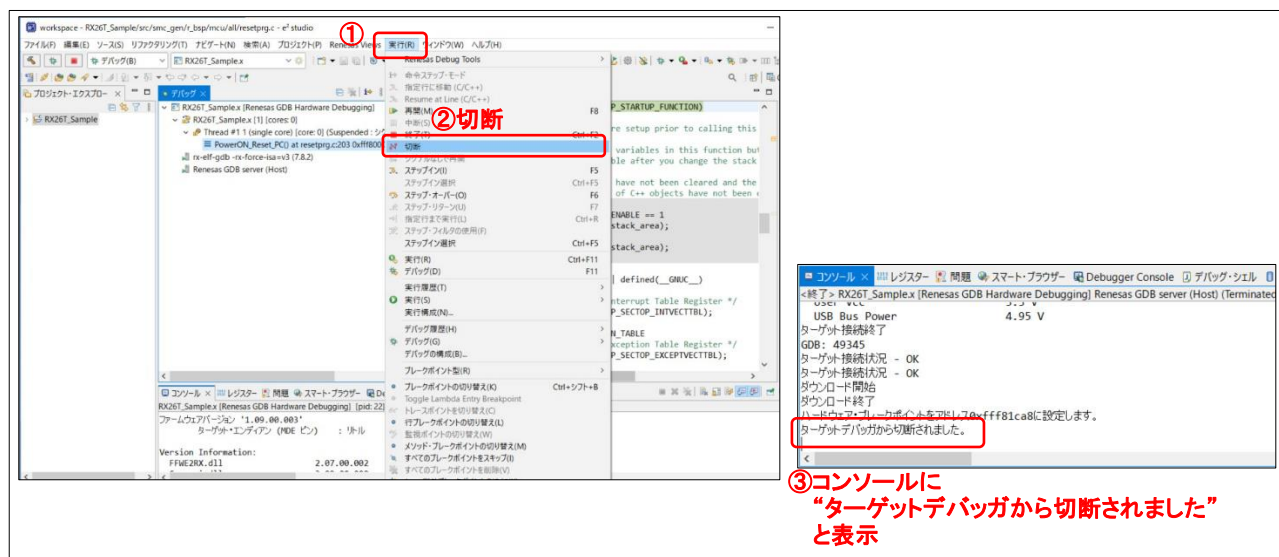 workspace - RX26T_Sample/src/smc_gen/r_bsp/mcu/all/resetprg.c - e² studio
①
ファイル(F) 編集(E) ソース(S) リファクタリング(T) ナビゲート(N) 検索(A) プロジェクト(P) Renesas Views 実行(R) ウィンドウ(W) ヘルプ(H)
デバッグ(B) RX26T_Sample.x
プロジェクト・エクスプロ...
RX26T_Sample
デバッグ
RX26T_Sample.x [Renesas GDB Hardware Debugging]
RX26T_Sample.x [1] [cores: 0]
Thread #1 1 (single core) [core: 0] (Suspended :
PowerON_Reset_PC() at resetprg.c:203 0xfff800
rx-elf-gdb -rx-force-isa=v3 (7.8.2)
Renesas GDB server (Host)
Renesas Debug Tools
命令ステップ・モード
指定行に移動 (C/C++)
Resume at Line (C/C++)
再開(M) F8
中断(S)
②切断
終了(T) Ctrl+F2
切断
ステップイン(I) F5
ステップイン選択 Ctrl+F5
ステップ・オーバー(O) F6
ステップ・リターン(U) F7
指定行まで実行(L) Ctrl+R
ステップ・フィルタの使用(F)
ステップイン選択 Ctrl+F5
実行(R) Ctrl+F11
デバッグ(D) F11
実行履歴(T)
実行(S)
実行構成(N)...
デバッグ履歴(H)
デバッグ(G)
デバッグの構成(B)...
ブレークポイント型(R)
ブレークポイントの切り替え(K) Ctrl+シフト+B
Toggle Lambda Entry Breakpoint
トレースポイントを切り替え(C)
行ブレークポイントの切り替え(L)
監視ポイントの切り替え(W)
メソッド・ブレークポイントの切り替え(M)
すべてのブレークポイントをスキップ(I)
すべてのブレークポイントを削除(V)
P_STARTUP_FUNCTION)
re setup prior to calling this
variables in this function but
ble after you change the stack
have not been cleared and the
of C++ objects have not been
ENABLE == 1
stack_area);
stack_area);
| defined(__GNUC__)
nterrupt Table Register */
P_SECTOP_INTVECTTBL);
N_TABLE
xception Table Register */
P_SECTOP_EXCEPTVECTTBL);
コンソール レジスター 問題 スマート・ブラウザー De
RX26T_Sample.x [Renesas GDB Hardware Debugging] [pid: 22]
ファームウェアバージョン '1.09.00.003'
ターゲット・エンディアン (MDE ピン) : リトル
Version Information:
FFWE2RX.dll 2.07.00.002
コンソール レジスター 問題 スマート・ブラウザー Debugger Console デバッグ・シェル
<終了> RX26T_Sample.x [Renesas GDB Hardware Debugging] Renesas GDB server (Host) (Terminated
User Vcc 3.3 V
USB Bus Power 4.95 V
ターゲット接続終了
GDB: 49345
ターゲット接続状況 - OK
ターゲット接続状況 - OK
ダウンロード開始
ダウンロード終了
ハードウェア・ブレークポイントをアドレス0xfff81ca8に設定します。
ターゲットデバッガから切断されました。
③コンソールに
“ターゲットデバッガから切断されました”
と表示